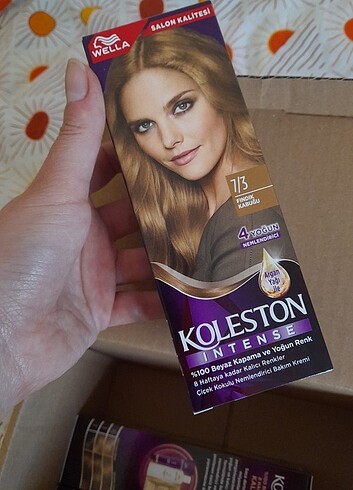 WELLA
SALON KALİTESİ
7/3
FINDIK
KABUĞU
4 YOĞUN
NEMLENDİRİCİ
Argan
Yağı
ile
KOLESTON
INTENSE
%100 Beyaz Kapama ve Yoğun Renk
8 Haftaya kadar Kalıcı Renkler
Çiçek Kokulu Nemlendirici Bakım Kremi